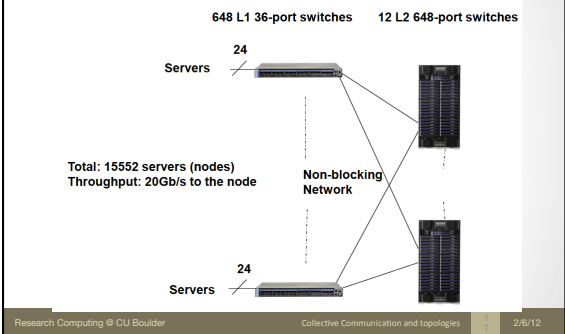 648 L1 36-port switches
12 L2 648-port switches
24
Servers
Total: 15552 servers (nodes)
Throughput: 20Gb/s to the node
Non-blocking
Network
24
Servers
Research Computing @ CU Boulder
Collective Communication and topologies
2/6/12